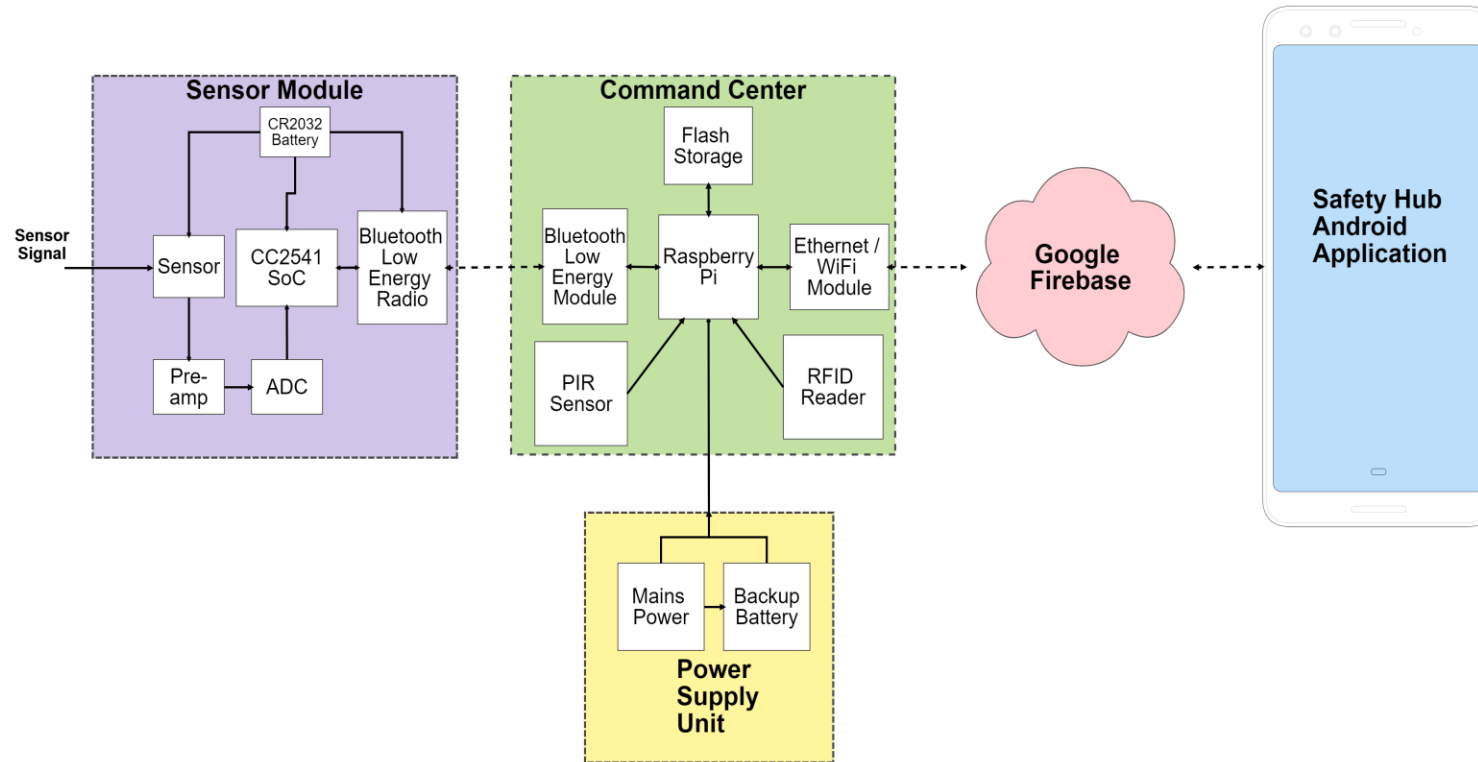 Sensor Module
CR2032
Battery
Sensor
Signal
Sensor
CC2541
SoC
Bluetooth
Low
Energy
Radio
Pre-
amp
ADC
Command Center
Flash
Storage
Bluetooth
Low
Energy
Module
Raspberry
Pi
Ethernet /
WiFi
Module
PIR
Sensor
RFID
Reader
Mains
Power
Backup
Battery
Power
Supply
Unit
Google
Firebase
Safety Hub
Android
Application